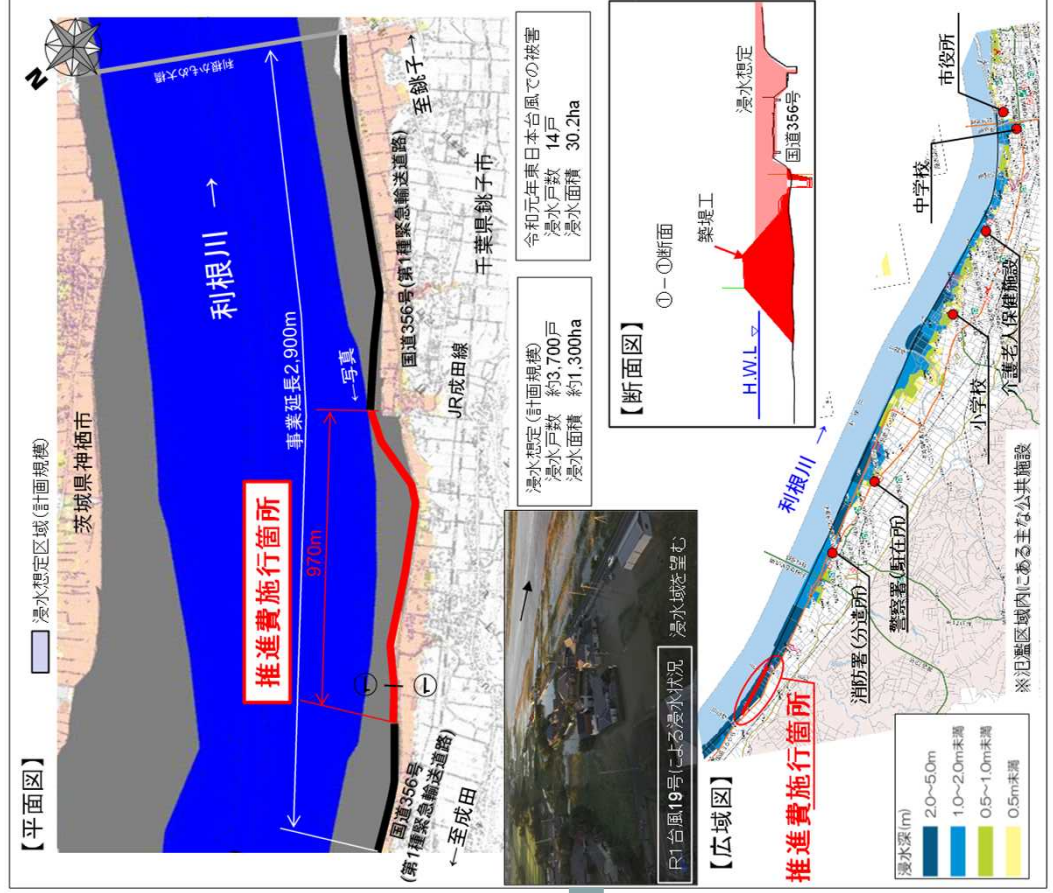 【平面図】
浸水想定区域(計画規模)
茨城県神栖市
N
利根かもめ大橋
利根川 →
事業延長2,900m
推進費施行箇所
970m
←写真
①
①
国道356号(第1種緊急輸送道路)
国道356号
(第1種緊急輸送道路)
至銚子→
←至成田
JR成田線
千葉県銚子市
R1台風19号による浸水状況
浸水域を望む
浸水想定(計画規模)
浸水戸数 約3,700戸
浸水面積 約1,300ha
令和元年東日本台風での被害
浸水戸数 14戸
浸水面積 30.2ha
【広域図】
利根川 →
推進費施行箇所
消防署(分遣所)
警察署(駐在所)
小学校
介護老人保健施設
中学校
市役所
浸水深(m)
2.0~5.0m
1.0~2.0m未満
0.5~1.0m未満
0.5m未満
※氾濫区域内にある主な公共施設
【断面図】
①-①断面
H.W.L
築堤工
浸水想定
国道356号